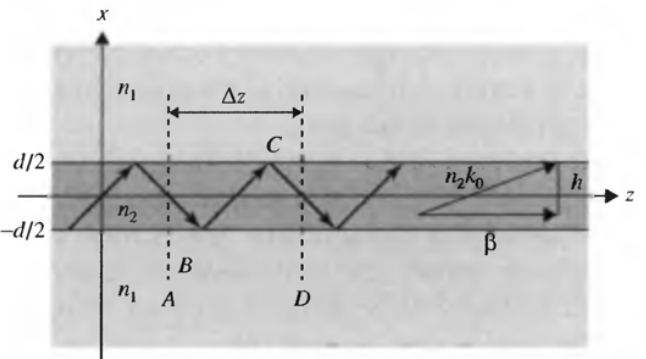 x
n₁
Δz
C
d/2
n₂k₀
h
z
n₂
−d/2
β
B
n₁
A
D